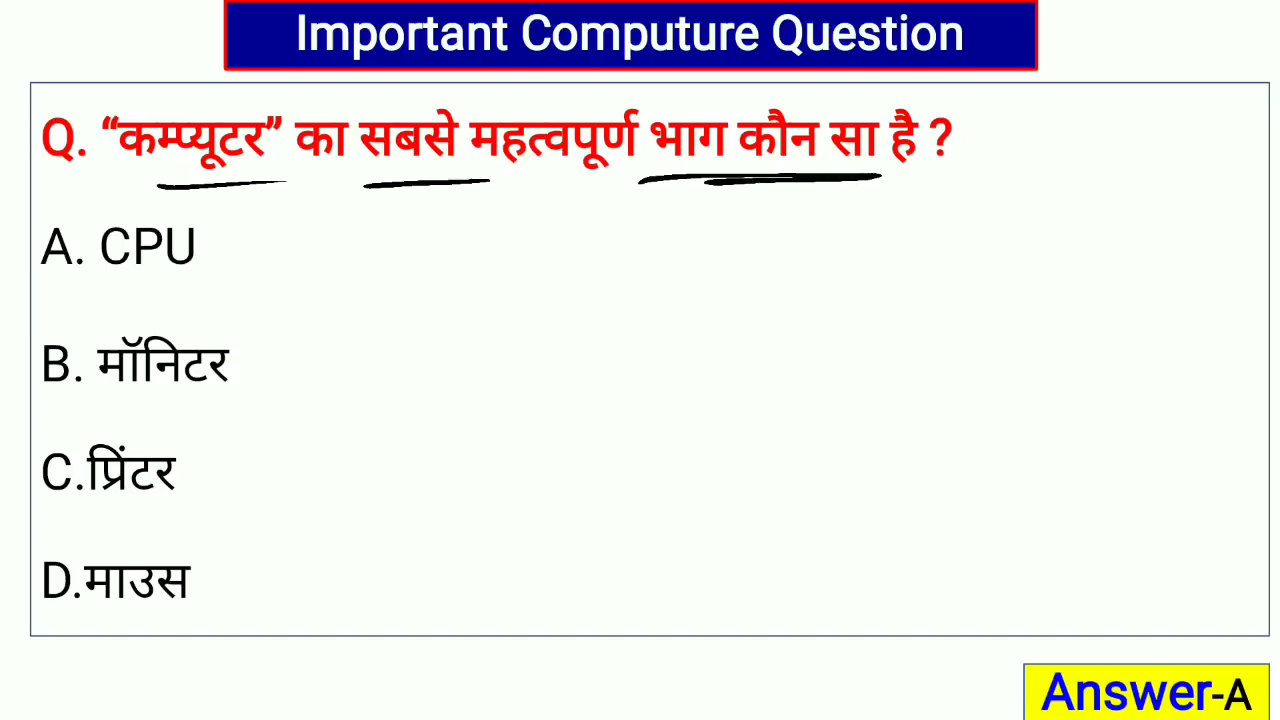 Important Computure Question
Q. “कम्प्यूटर” का सबसे महत्वपूर्ण भाग कौन सा है ?
A. CPU
B. मॉनिटर
C.प्रिंटर
D.माउस
Answer-A